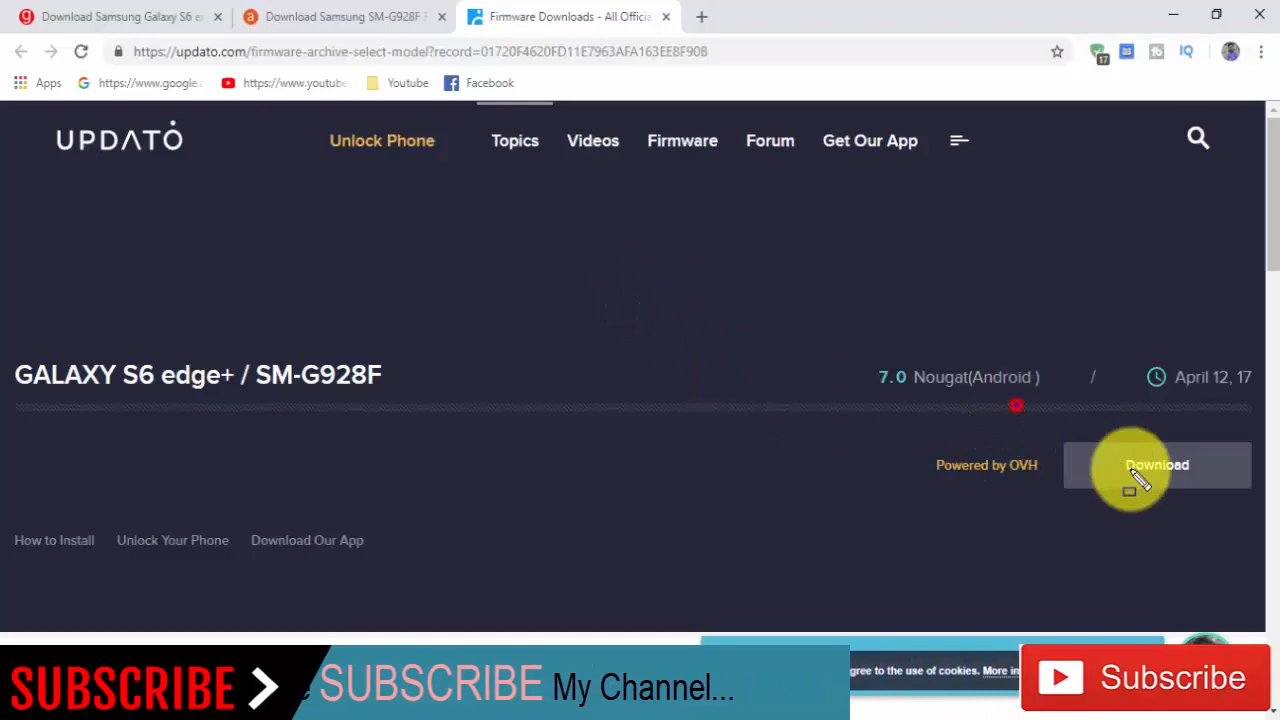 Download Samsung Galaxy S6 e
Download Samsung SM-G928F
Firmware Downloads - All Officia
https://updato.com/firmware-archive-select-model?record=01720F4620FD11E7963AFA163EE8F908
17
Apps
https://www.google.c
https://www.youtube
Youtube
Facebook
UPDATO
Unlock Phone
Topics
Videos
Firmware
Forum
Get Our App
GALAXY S6 edge+ / SM-G928F
7.0 Nougat(Android ) / April 12, 17
Powered by OVH
Download
How to Install
Unlock Your Phone
Download Our App
agree to the use of cookies. More in
SUBSCRIBE
SUBSCRIBE My Channel...
Subscribe